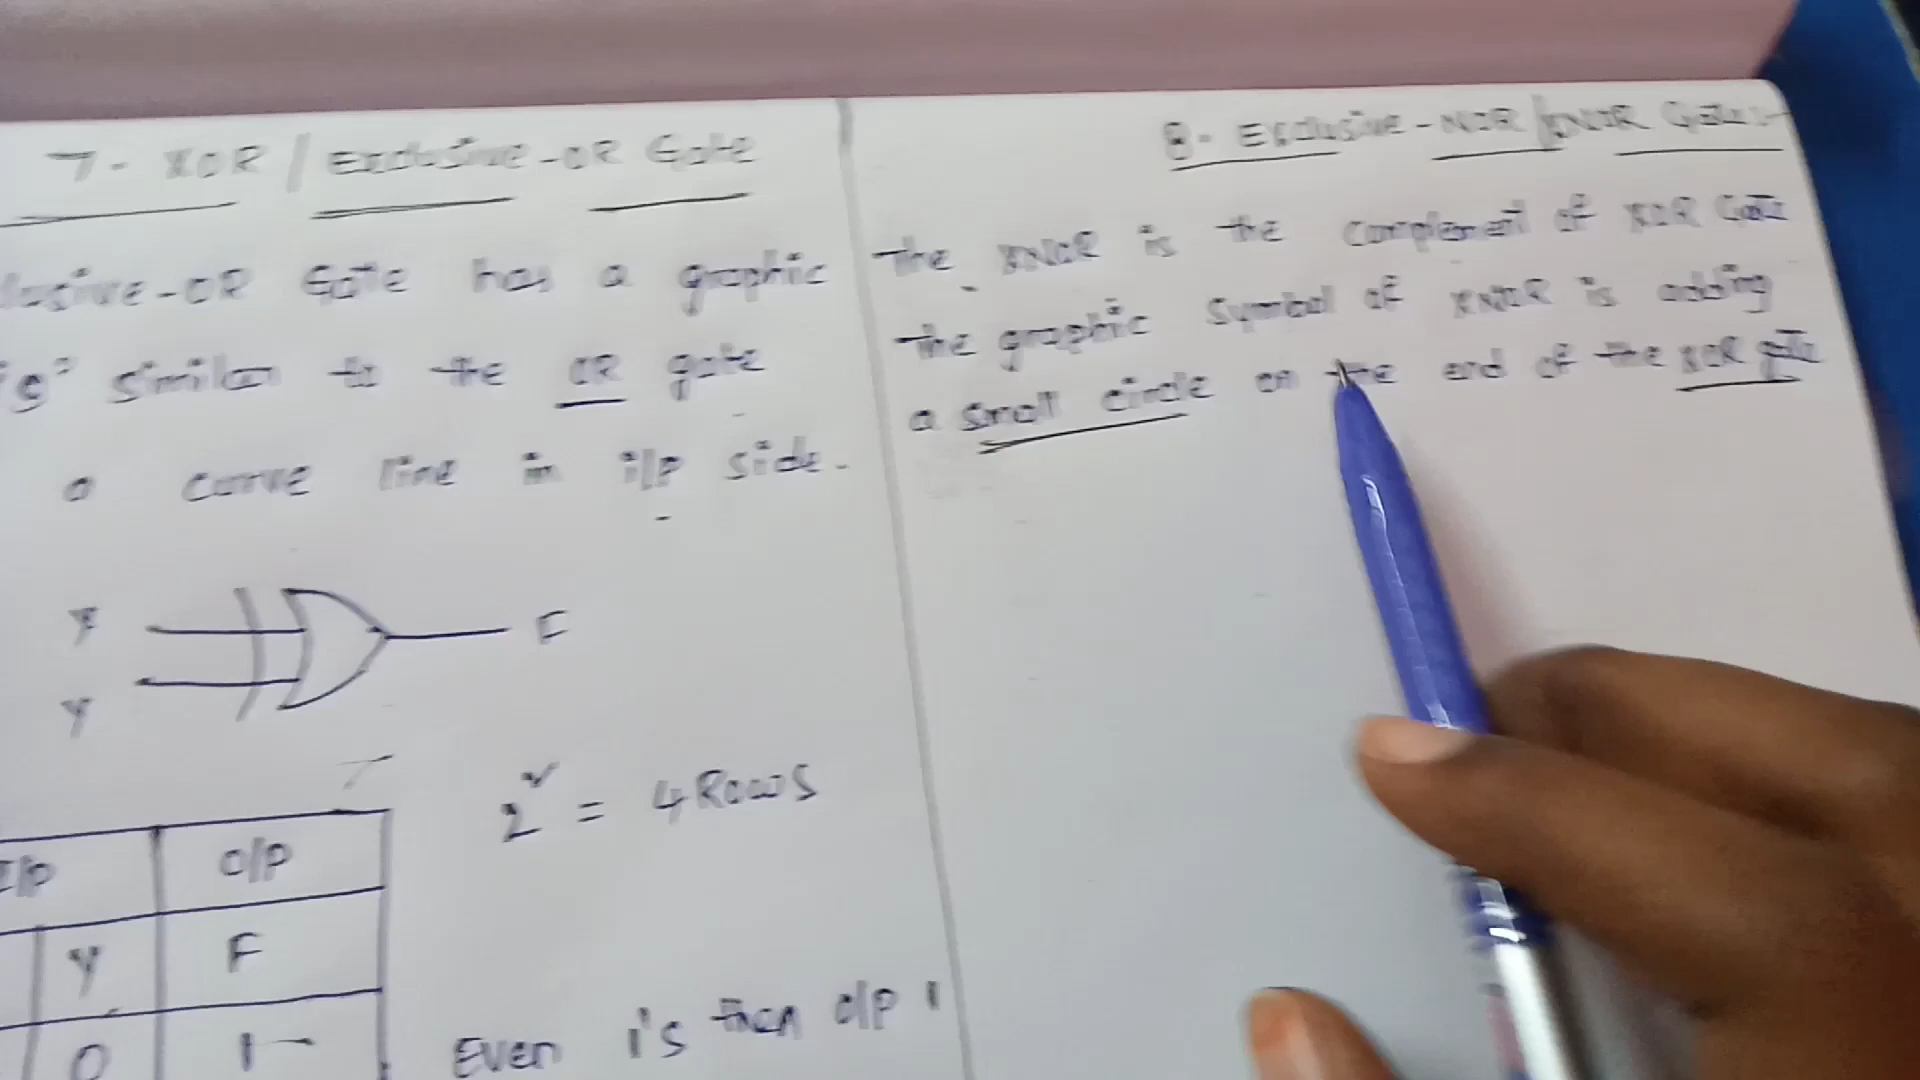 7- XOR / Exclusive-OR Gate
lusive-OR Gate has a graphic
similar to the OR gate
a curve line in i/p side.
X
F
Y
2² = 4 Rows
I/p O/P
Y F
0 1
Even 1's then o/p 1
8- Exclusive-NOR/XNOR Gate:-
The XNOR is the complement of XOR Gate
The graphic symbol of XNOR is adding
a small circle on the end of the XOR gate